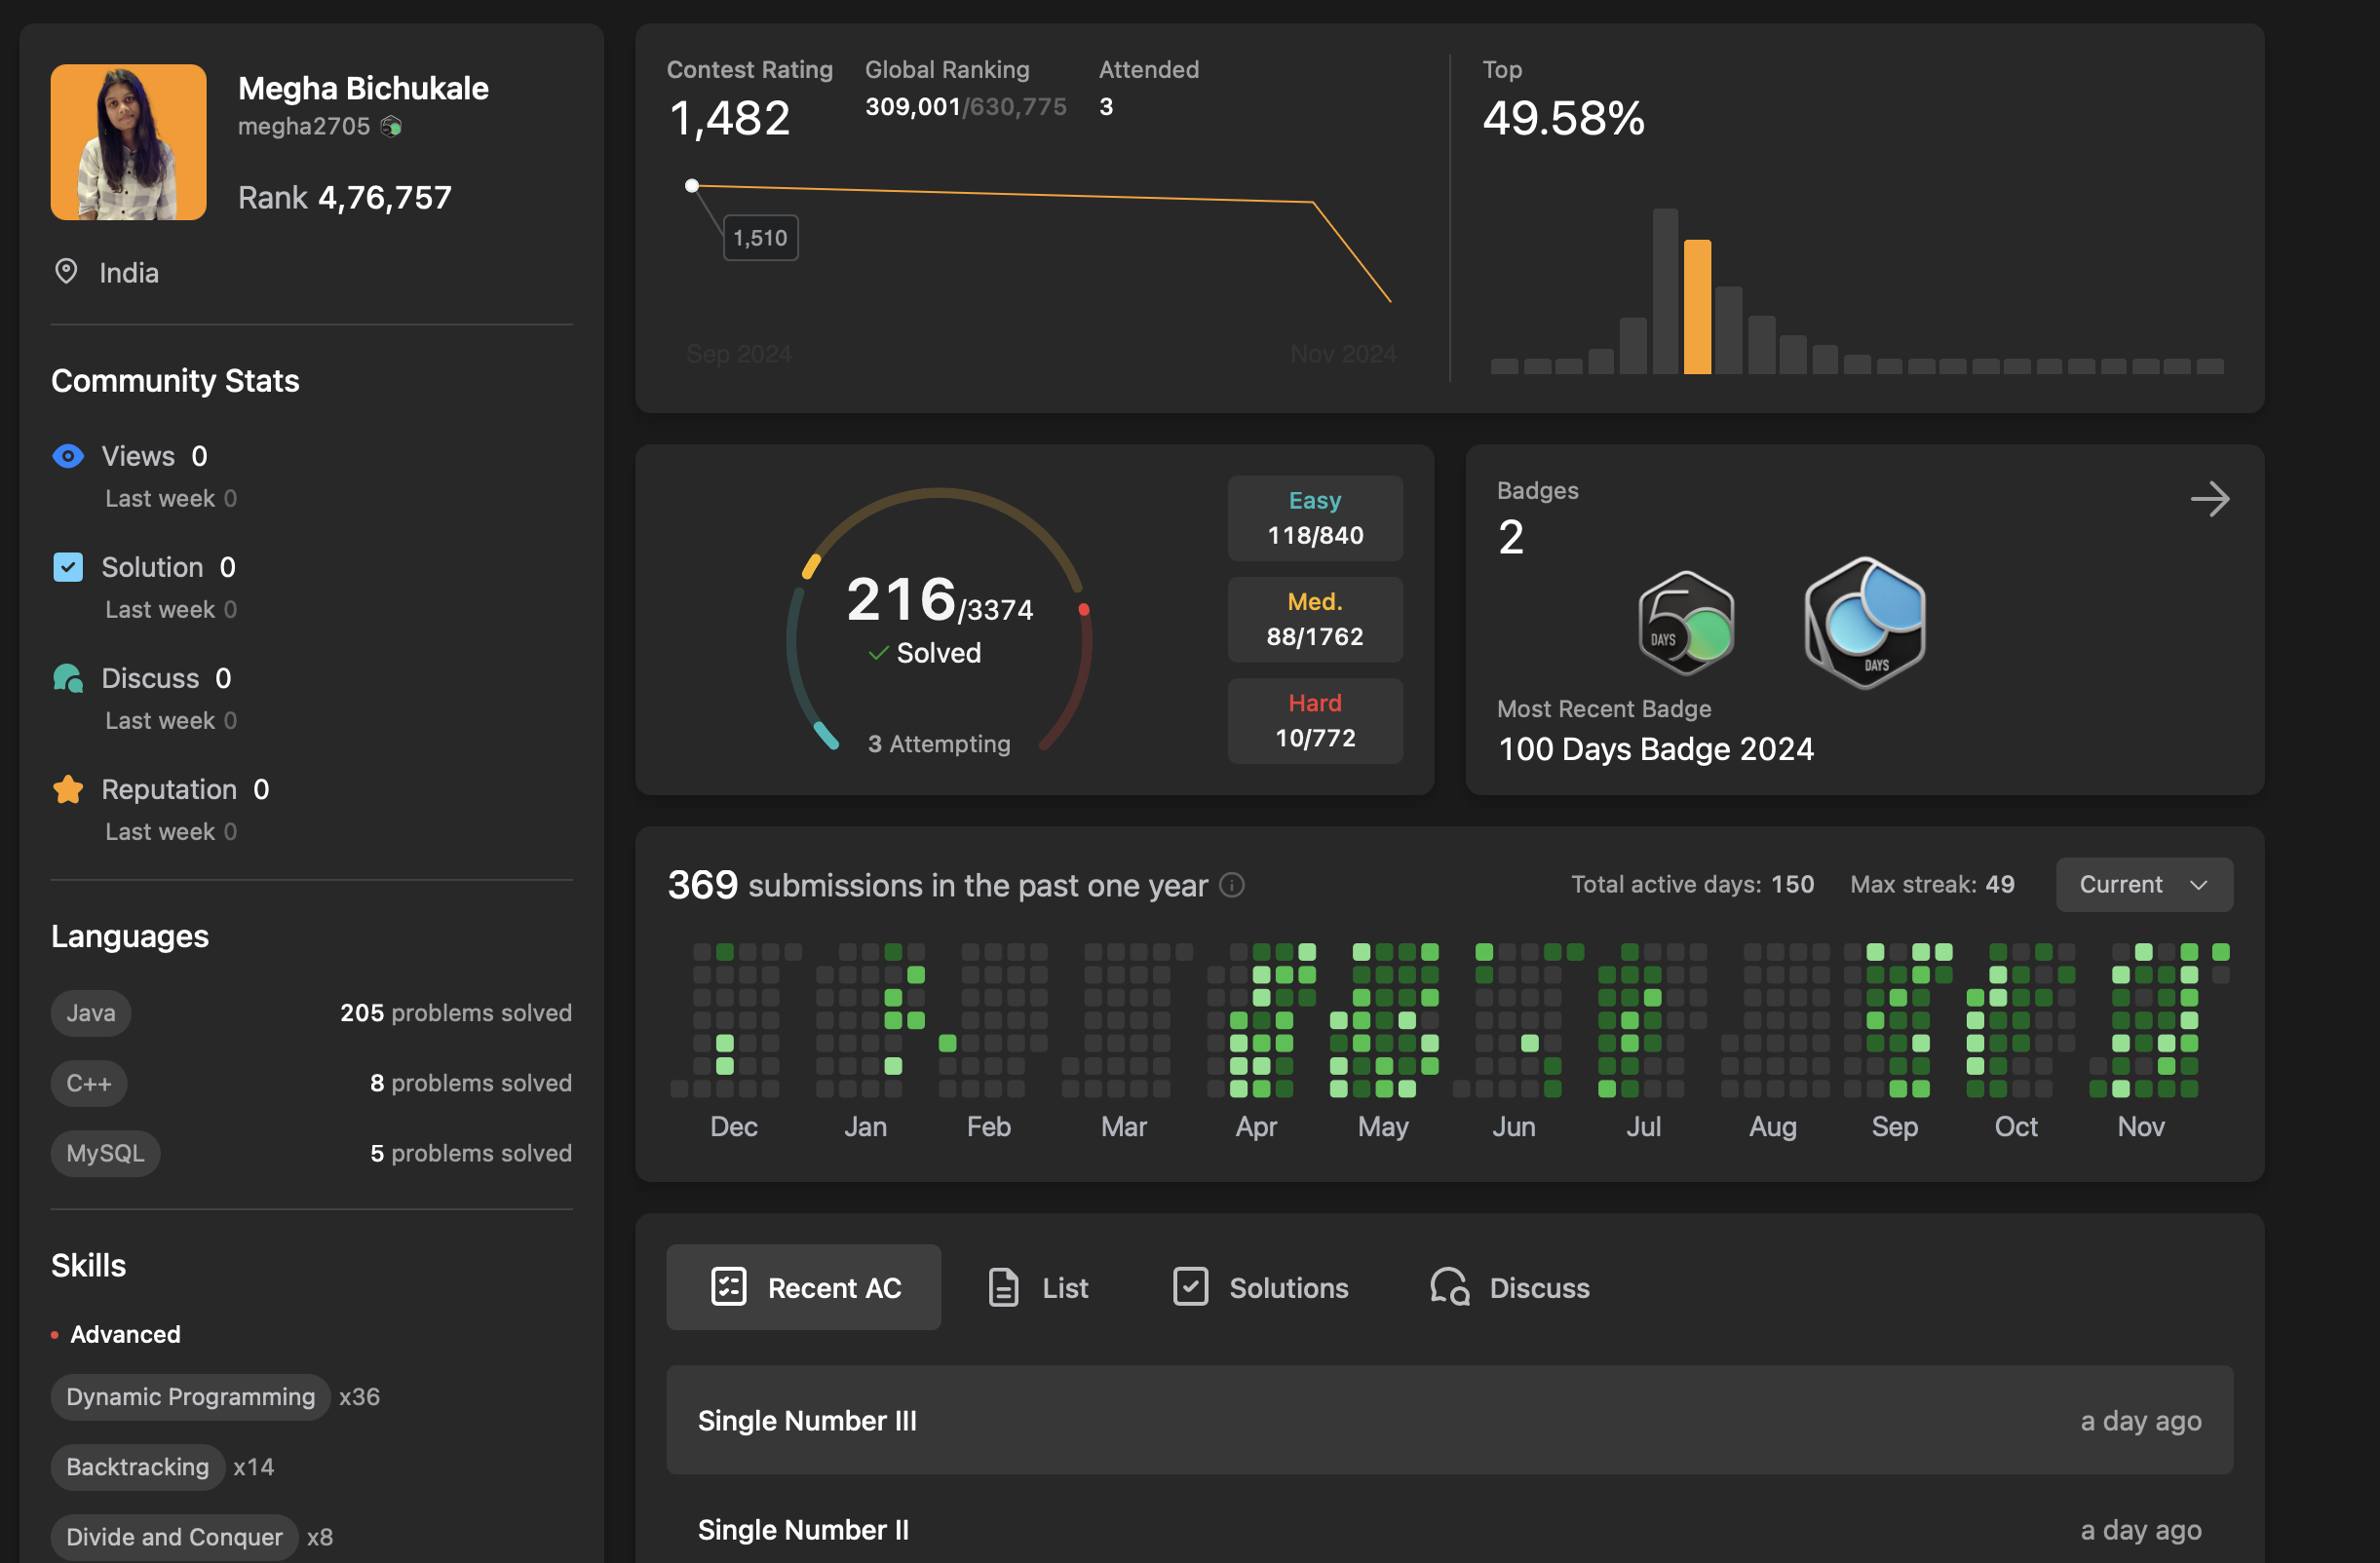 Megha Bichukale
megha2705
Rank 4,76,757
India
Community Stats
Views 0
Last week 0
Solution 0
Last week 0
Discuss 0
Last week 0
Reputation 0
Last week 0
Languages
Java 205 problems solved
C++ 8 problems solved
MySQL 5 problems solved
Skills
Advanced
Dynamic Programming x36
Backtracking x14
Divide and Conquer x8
Contest Rating Global Ranking Attended
1,482 309,001/630,775 3
1,510
Sep 2024 Nov 2024
Top
49.58%
216/3374
Solved
3 Attempting
Easy
118/840
Med.
88/1762
Hard
10/772
Badges
2
50
DAYS
DAYS
Most Recent Badge
100 Days Badge 2024
369 submissions in the past one year Total active days: 150 Max streak: 49 Current
Dec Jan Feb Mar Apr May Jun Jul Aug Sep Oct Nov
Recent AC List Solutions Discuss
Single Number III a day ago
Single Number II a day ago